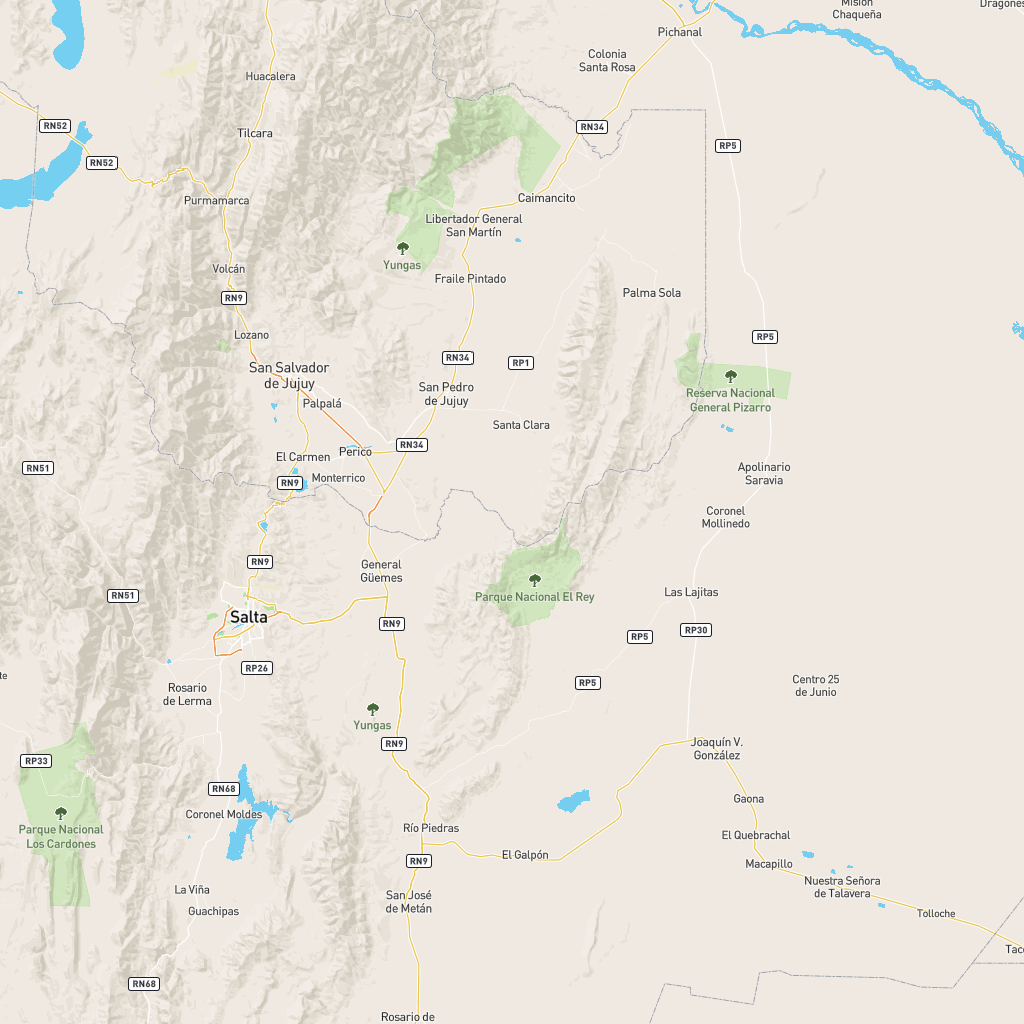 Misión
Chaqueña
Dragones
Pichanal
Colonia
Santa Rosa
Huacalera
RN52
RN34
Tilcara
RP5
RN52
Purmamarca
Caimancito
Libertador General
San Martín
Yungas
Volcán
Fraile Pintado
Palma Sola
RN9
Lozano
RP5
RN34
RP1
San Salvador
de Jujuy
San Pedro
de Jujuy
Reserva Nacional
General Pizarro
Palpalá
Santa Clara
RN34
Perico
El Carmen
RN51
Monterrico
Apolinario
Saravia
RN9
Coronel
Mollinedo
RN9
General
Güemes
Parque Nacional El Rey
RN51
Las Lajitas
Salta
RN9
RP5
RP30
RP26
te
Rosario
de Lerma
RP5
Centro 25
de Junio
Yungas
RN9
Joaquín V.
González
RP33
RN68
Gaona
Coronel Moldes
Parque Nacional
Los Cardones
Río Piedras
El Quebrachal
RN9
El Galpón
Macapillo
La Viña
San José
de Metán
Nuestra Señora
de Talavera
Guachipas
Tolloche
Taco
RN68
Rosario de